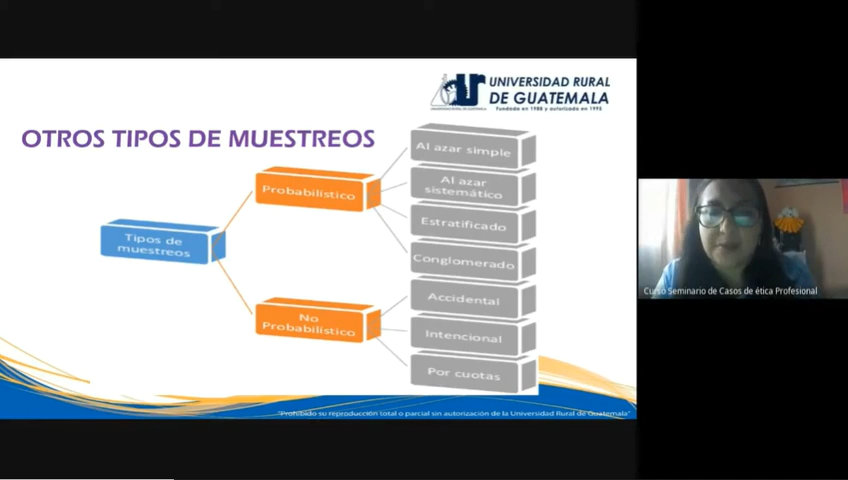 UNIVERSIDAD RURAL
DE GUATEMALA
Fundada en 1988 y autorizada en 1995
OTROS TIPOS DE MUESTREOS
Tipos de
muestreos
Probabilístico
Al azar simple
Al azar
sistemático
Estratificado
Conglomerado
No
Probabilístico
Accidental
Intencional
Por cuotas
"Prohibido su reproducción total o parcial sin autorización de la Universidad Rural de Guatemala"
Curso Seminario de Casos de ética Profesional